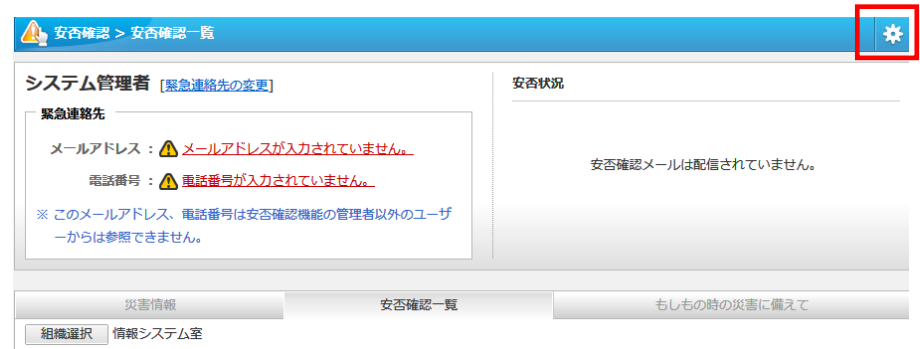 安否確認 > 安否確認一覧
システム管理者 [緊急連絡先の変更]
緊急連絡先
メールアドレス : メールアドレスが入力されていません。
電話番号 : 電話番号が入力されていません。
※ このメールアドレス、電話番号は安否確認機能の管理者以外のユーザ
ーからは参照できません。
安否状況
安否確認メールは配信されていません。
災害情報
安否確認一覧
もしもの時の災害に備えて
組織選択 情報システム室